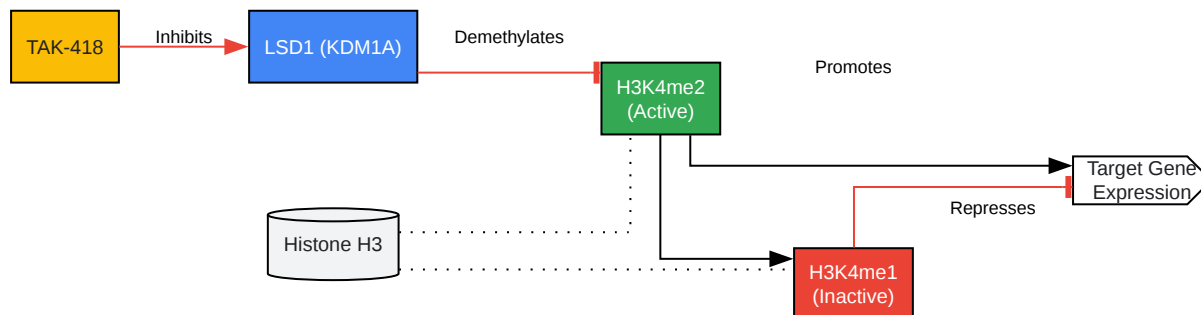 TAK-418
Inhibits
LSD1 (KDM1A)
Demethylates
Promotes
H3K4me2
(Active)
Target Gene
Expression
Represses
Histone H3
H3K4me1
(Inactive)